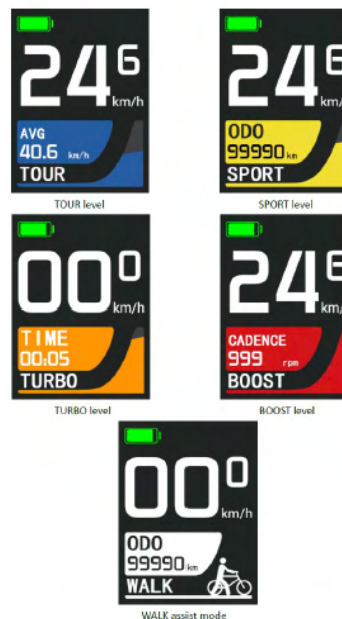 24 6
km/h
AVG
40.6 km/h
TOUR
TOUR level
24 6
km/
ODO
99990 km
SPORT
SPORT level
00 0
km/h
TIME
00:05
TURBO
TURBO level
24 6
km/
CADENCE
999 rpm
BOOST
BOOST level
00 0
km/h
ODO
99990 km
WALK
WALK assist mode